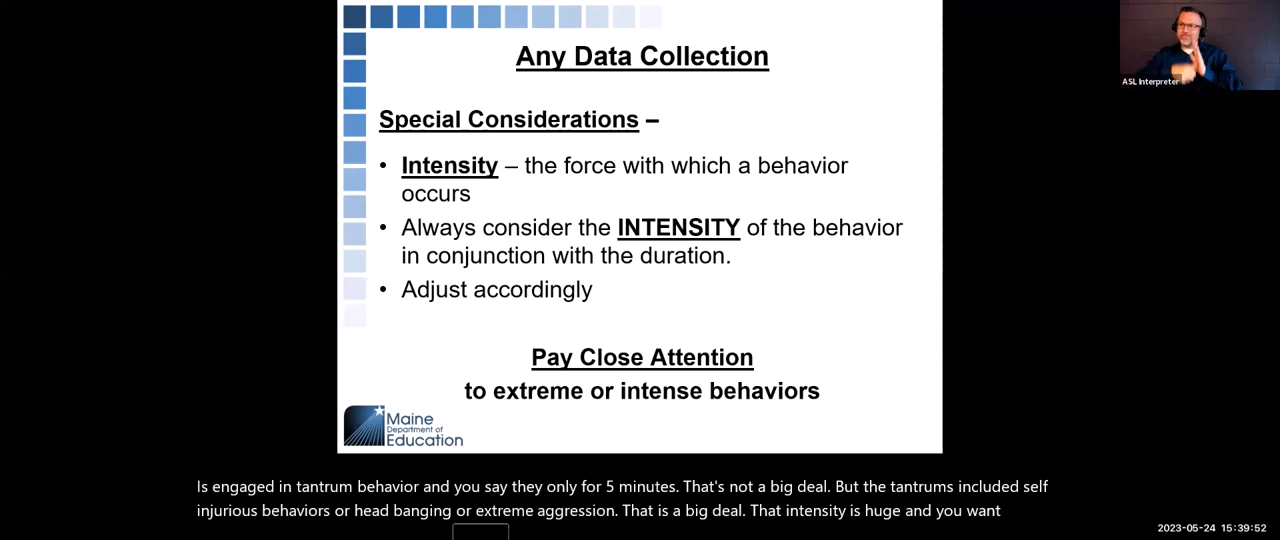 Any Data Collection
ASL Interpreter
Special Considerations –
• Intensity – the force with which a behavior
occurs
• Always consider the INTENSITY of the behavior
in conjunction with the duration.
• Adjust accordingly
Pay Close Attention
to extreme or intense behaviors
Maine
Department of
Education
Is engaged in tantrum behavior and you say they only for 5 minutes. That's not a big deal. But the tantrums included self
injurious behaviors or head banging or extreme aggression. That is a big deal. That intensity is huge and you want
2023-05-24 15:39:52